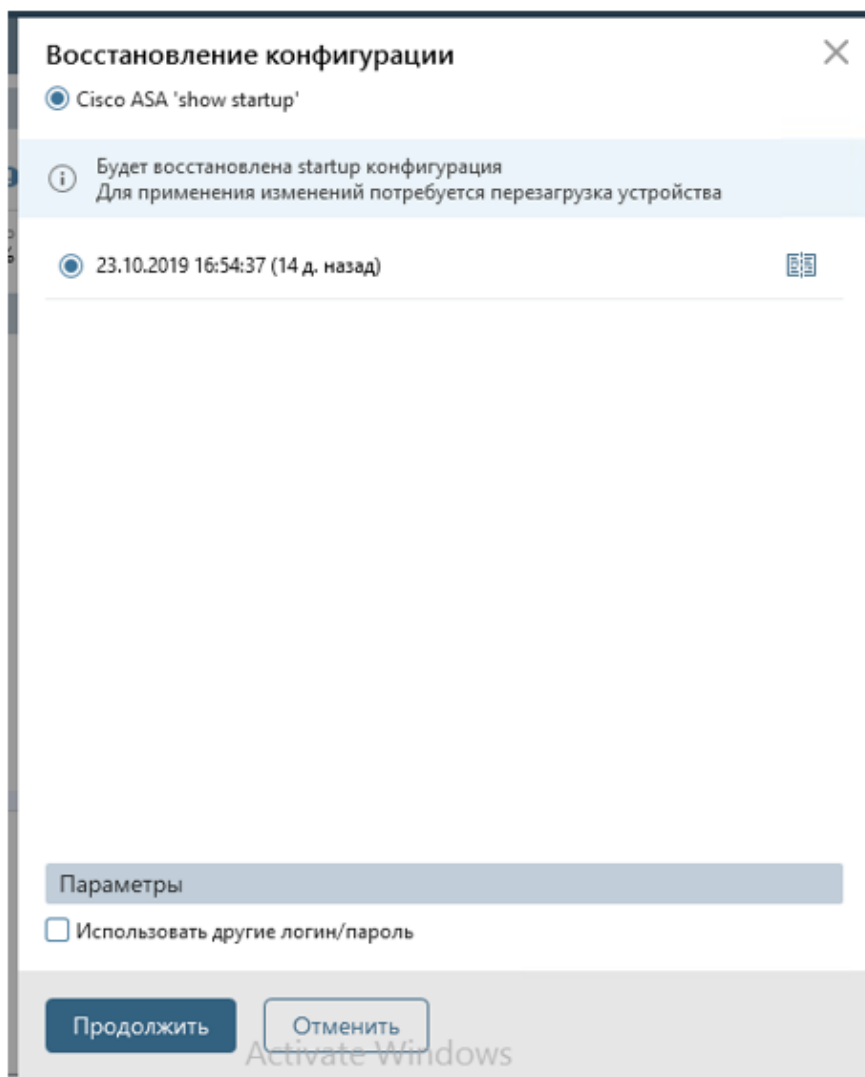 Восстановление конфигурации
Cisco ASA 'show startup'
Будет восстановлена startup конфигурация
Для применения изменений потребуется перезагрузка устройства
23.10.2019 16:54:37 (14 д. назад)
Параметры
Использовать другие логин/пароль
Продолжить
Отменить
Activate Windows